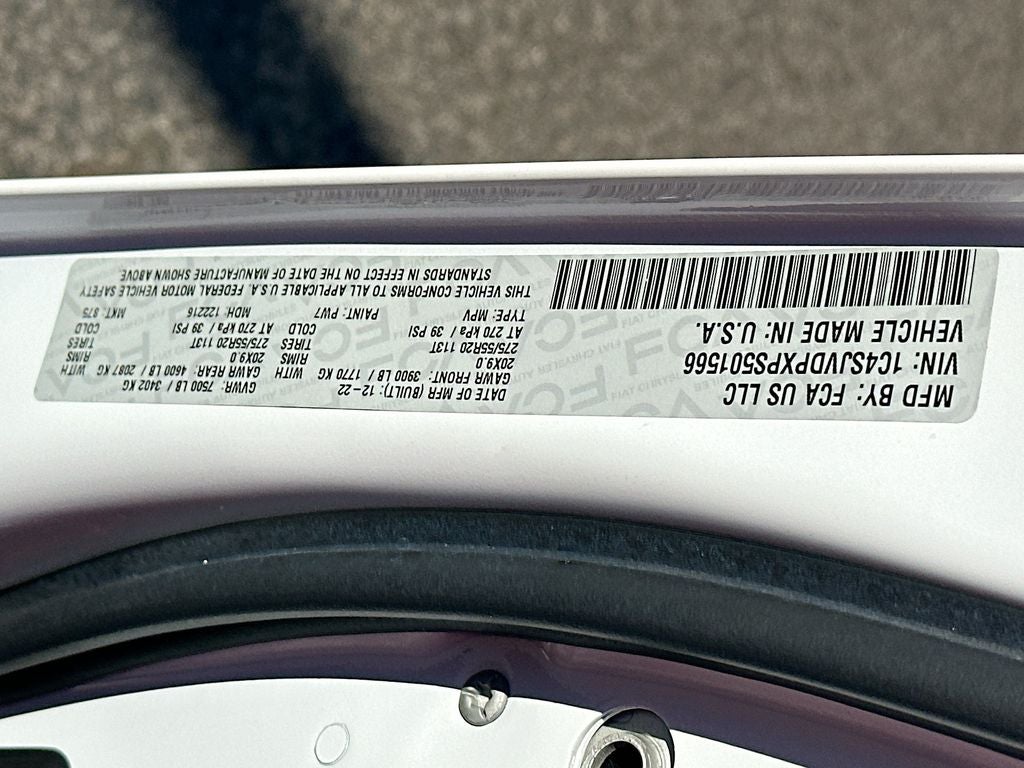 MFD BY: FCA US LLC
DATE OF MFR (BUILT): 12-22
GVWR: 7500 LB / 3402 KG
VIN: 1C4SJVDPXPS501566
GAWR FRONT: 3900 LB / 1770 KG WITH GAWR REAR: 4600 LB / 2087 KG WITH
20X9.0 RIMS 20X9.0 RIMS
275/55R20 113T TIRES 275/55R20 113T TIRES
VEHICLE MADE IN: U.S.A.
AT 270 kPa / 39 PSI COLD AT 270 kPa / 39 PSI COLD
TYPE: MPV PAINT: PW7 MDH: 122216 MKT: 875
THIS VEHICLE CONFORMS TO ALL APPLICABLE U.S.A. FEDERAL MOTOR VEHICLE SAFETY
STANDARDS IN EFFECT ON THE DATE OF MANUFACTURE SHOWN ABOVE